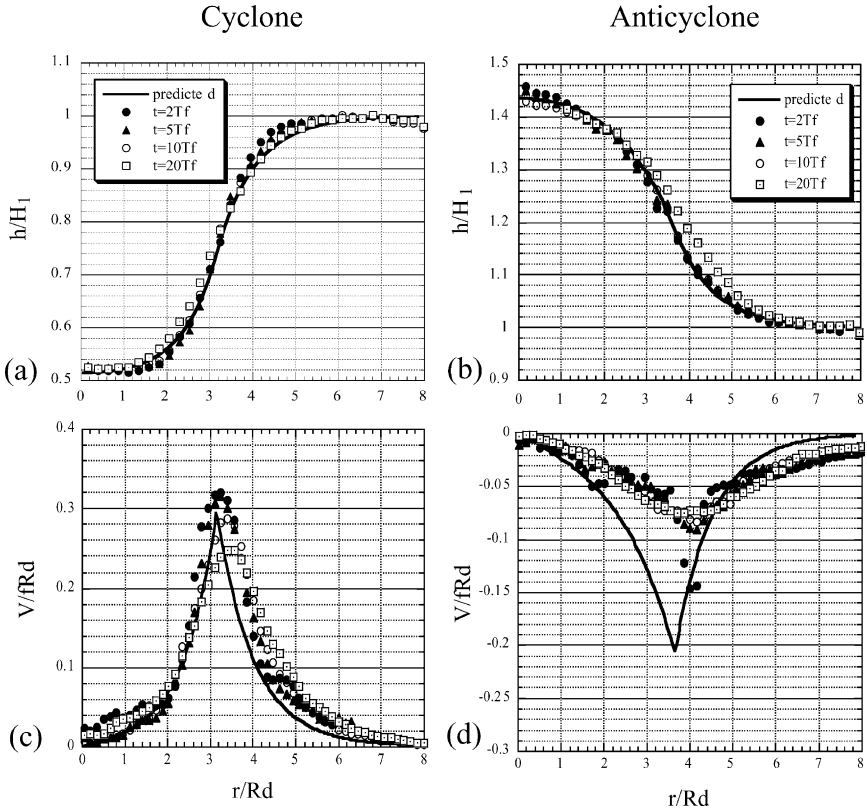 Cyclone Anticyclone
1.1
1
0.9
0.8
0.7
0.6
0.5
h/H1
predicte d
t=2Tf
t=5Tf
t=10Tf
t=20Tf
(a)
0 1 2 3 4 5 6 7 8
1.5
1.4
1.3
1.2
1.1
1
0.9
h/H1
predicte d
t=2Tf
t=5Tf
t=10Tf
t=20Tf
(b)
0 1 2 3 4 5 6 7 8
0.4
0.3
0.2
0.1
0
V/fRd
(c)
0 1 2 3 4 5 6 7 8
r/Rd
0
-0.05
-0.1
-0.15
-0.2
-0.25
-0.3
V/fRd
(d)
0 1 2 3 4 5 6 7 8
r/Rd